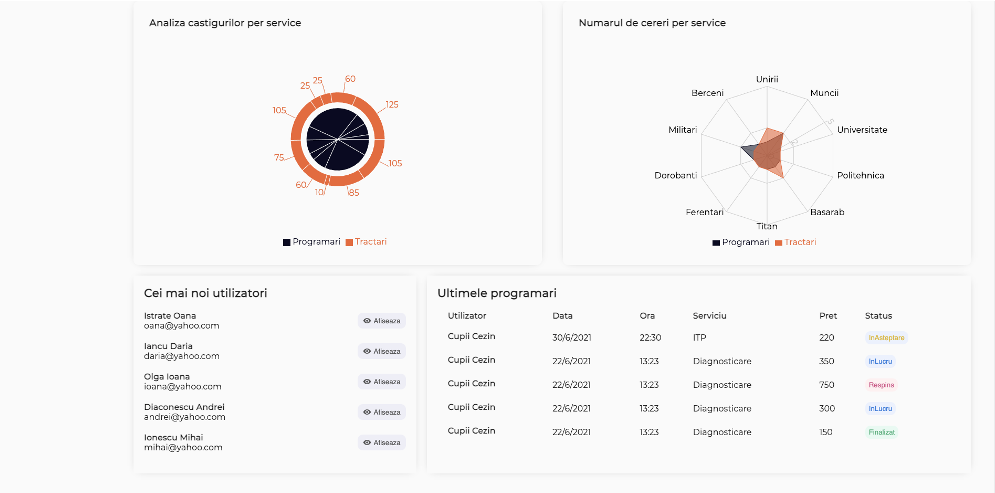 Analiza castigurilor per service
25
25
60
125
105
105
75
60
10
85
Programari Tractari
Numarul de cereri per service
Unirii
Muncii
Universitate
Politehnica
Basarab
Titan
Ferentari
Dorobanti
Militari
Berceni
5
Programari Tractari
Cei mai noi utilizatori
Istrate Oana
oana@yahoo.com
Afiseaza
Iancu Daria
daria@yahoo.com
Afiseaza
Olga Ioana
ioana@yahoo.com
Afiseaza
Diaconescu Andrei
andrei@yahoo.com
Afiseaza
Ionescu Mihai
mihai@yahoo.com
Afiseaza
Ultimele programari
Utilizator Data Ora Serviciu Pret Status
Cupii Cezin 30/6/2021 22:30 ITP 220 InAsteptare
Cupii Cezin 22/6/2021 13:23 Diagnosticare 350 InLucru
Cupii Cezin 22/6/2021 13:23 Diagnosticare 750 Respins
Cupii Cezin 22/6/2021 13:23 Diagnosticare 300 InLucru
Cupii Cezin 22/6/2021 13:23 Diagnosticare 150 Finalizat